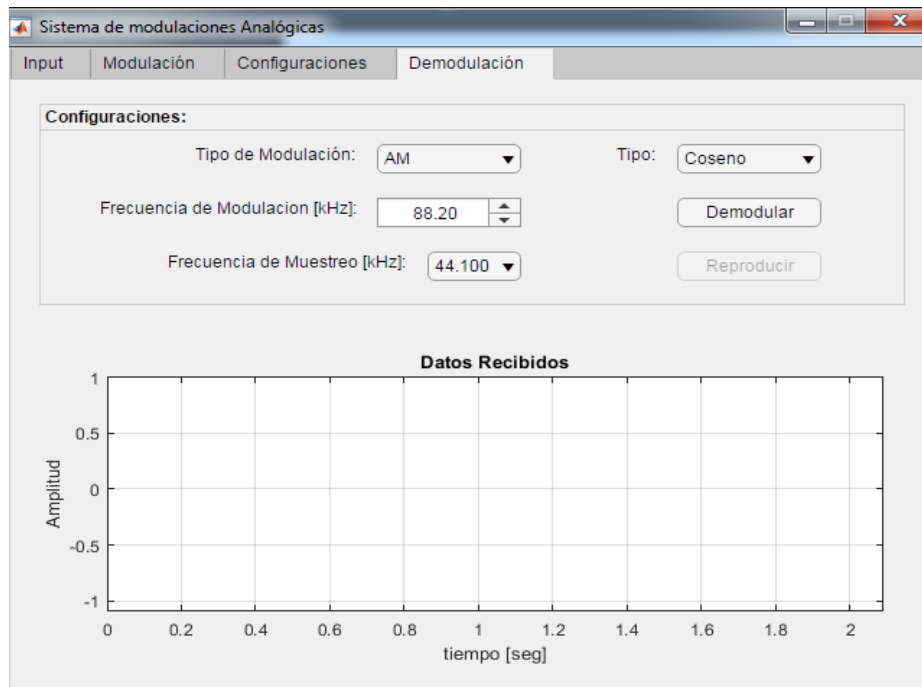 Sistema de modulaciones Analógicas
Input Modulación Configuraciones Demodulación
Configuraciones:
Tipo de Modulación: AM Tipo: Coseno
Frecuencia de Modulacion [kHz]: 88.20 Demodular
Frecuencia de Muestreo [kHz]: 44.100 Reproducir
Datos Recibidos
1
0.5
0
-0.5
-1
Amplitud
0 0.2 0.4 0.6 0.8 1 1.2 1.4 1.6 1.8 2
tiempo [seg]